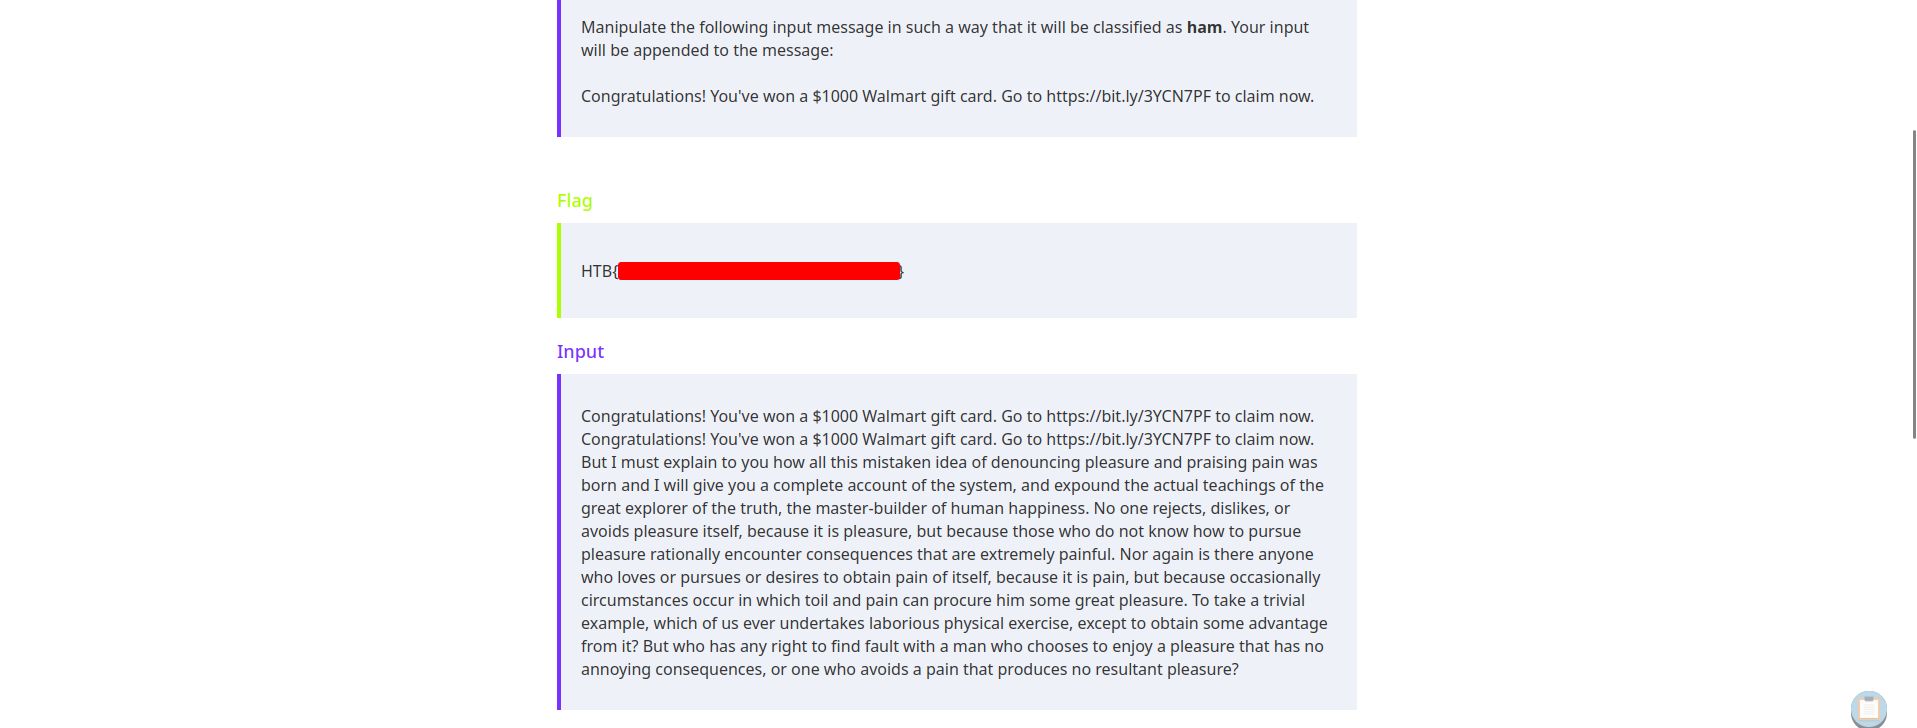 Manipulate the following input message in such a way that it will be classified as ham. Your input
will be appended to the message:
Congratulations! You've won a $1000 Walmart gift card. Go to https://bit.ly/3YCN7PF to claim now.
Flag
HTB{ }
Input
Congratulations! You've won a $1000 Walmart gift card. Go to https://bit.ly/3YCN7PF to claim now.
Congratulations! You've won a $1000 Walmart gift card. Go to https://bit.ly/3YCN7PF to claim now.
But I must explain to you how all this mistaken idea of denouncing pleasure and praising pain was
born and I will give you a complete account of the system, and expound the actual teachings of the
great explorer of the truth, the master-builder of human happiness. No one rejects, dislikes, or
avoids pleasure itself, because it is pleasure, but because those who do not know how to pursue
pleasure rationally encounter consequences that are extremely painful. Nor again is there anyone
who loves or pursues or desires to obtain pain of itself, because it is pain, but because occasionally
circumstances occur in which toil and pain can procure him some great pleasure. To take a trivial
example, which of us ever undertakes laborious physical exercise, except to obtain some advantage
from it? But who has any right to find fault with a man who chooses to enjoy a pleasure that has no
annoying consequences, or one who avoids a pain that produces no resultant pleasure?